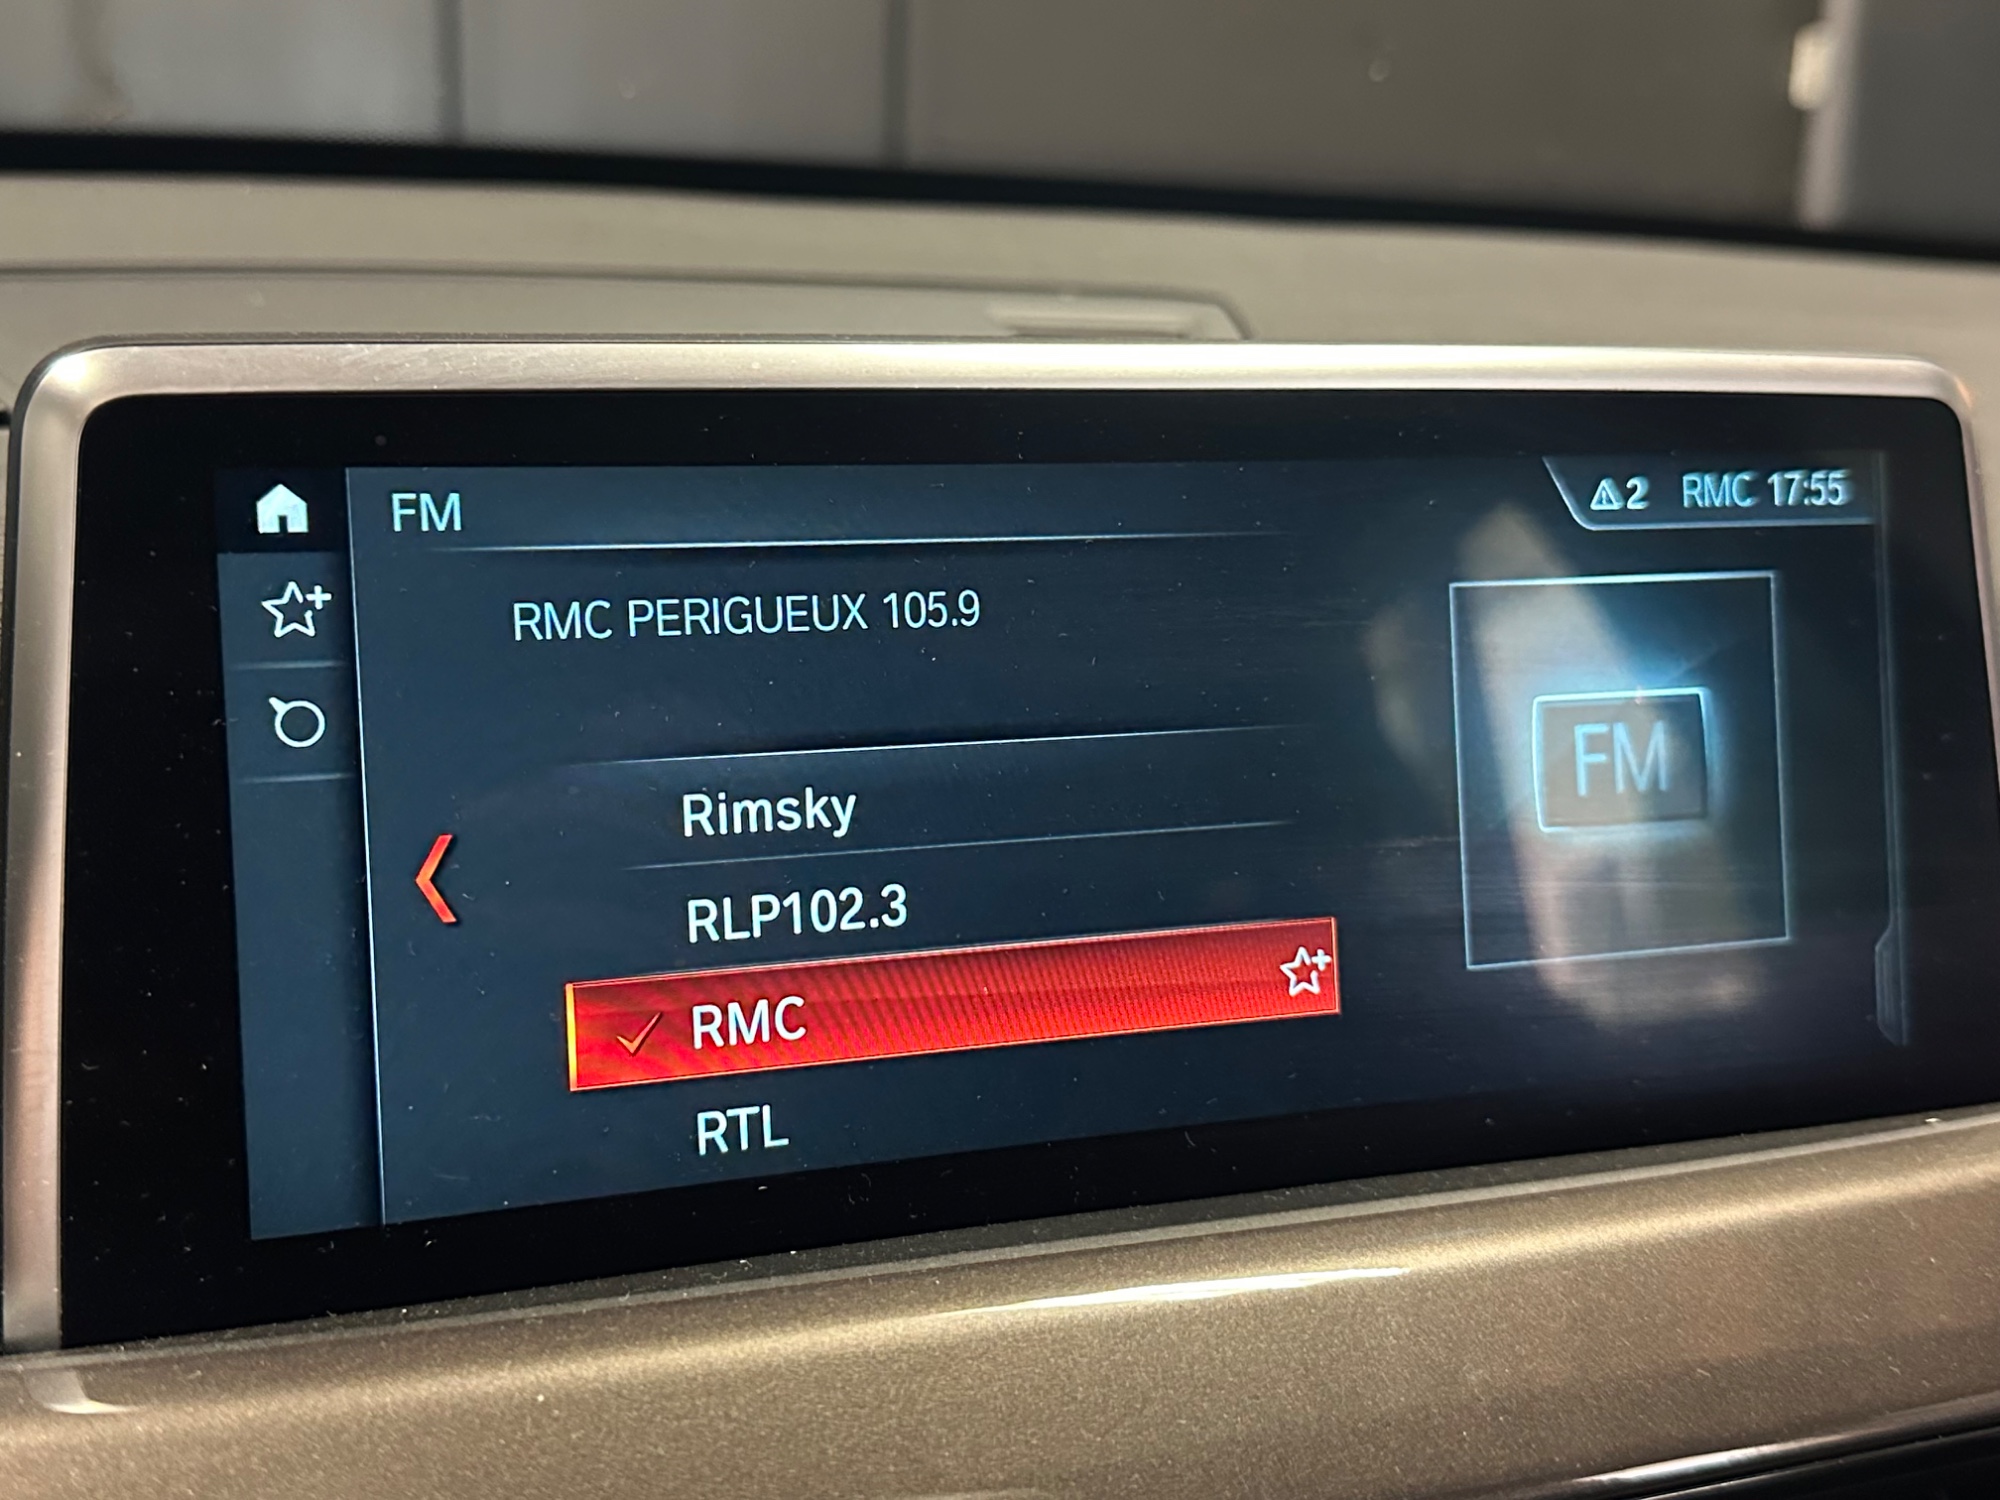 FM
2 RMC 17:55
RMC PERIGUEUX 105.9
FM
Rimsky
RLP102.3
RMC
RTL